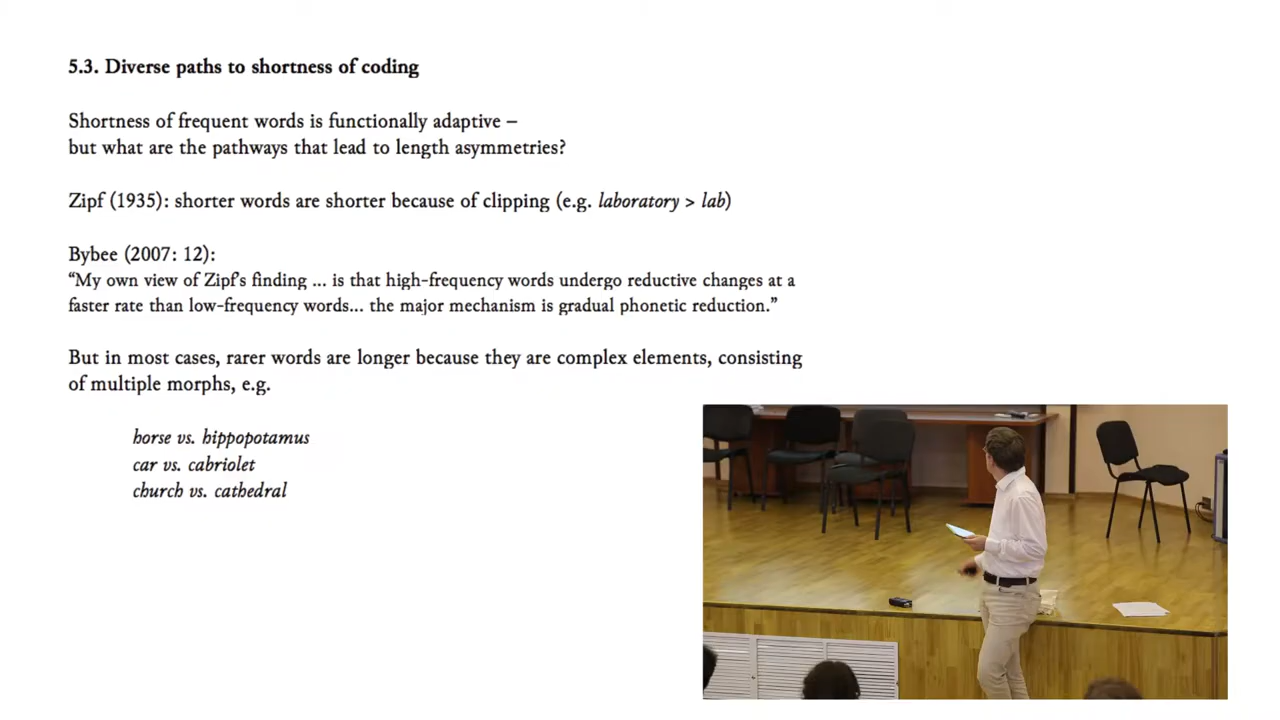 5.3. Diverse paths to shortness of coding
Shortness of frequent words is functionally adaptive –
but what are the pathways that lead to length asymmetries?
Zipf (1935): shorter words are shorter because of clipping (e.g. laboratory > lab)
Bybee (2007: 12):
“My own view of Zipf's finding ... is that high-frequency words undergo reductive changes at a
faster rate than low-frequency words... the major mechanism is gradual phonetic reduction.”
But in most cases, rarer words are longer because they are complex elements, consisting
of multiple morphs, e.g.
horse vs. hippopotamus
car vs. cabriolet
church vs. cathedral